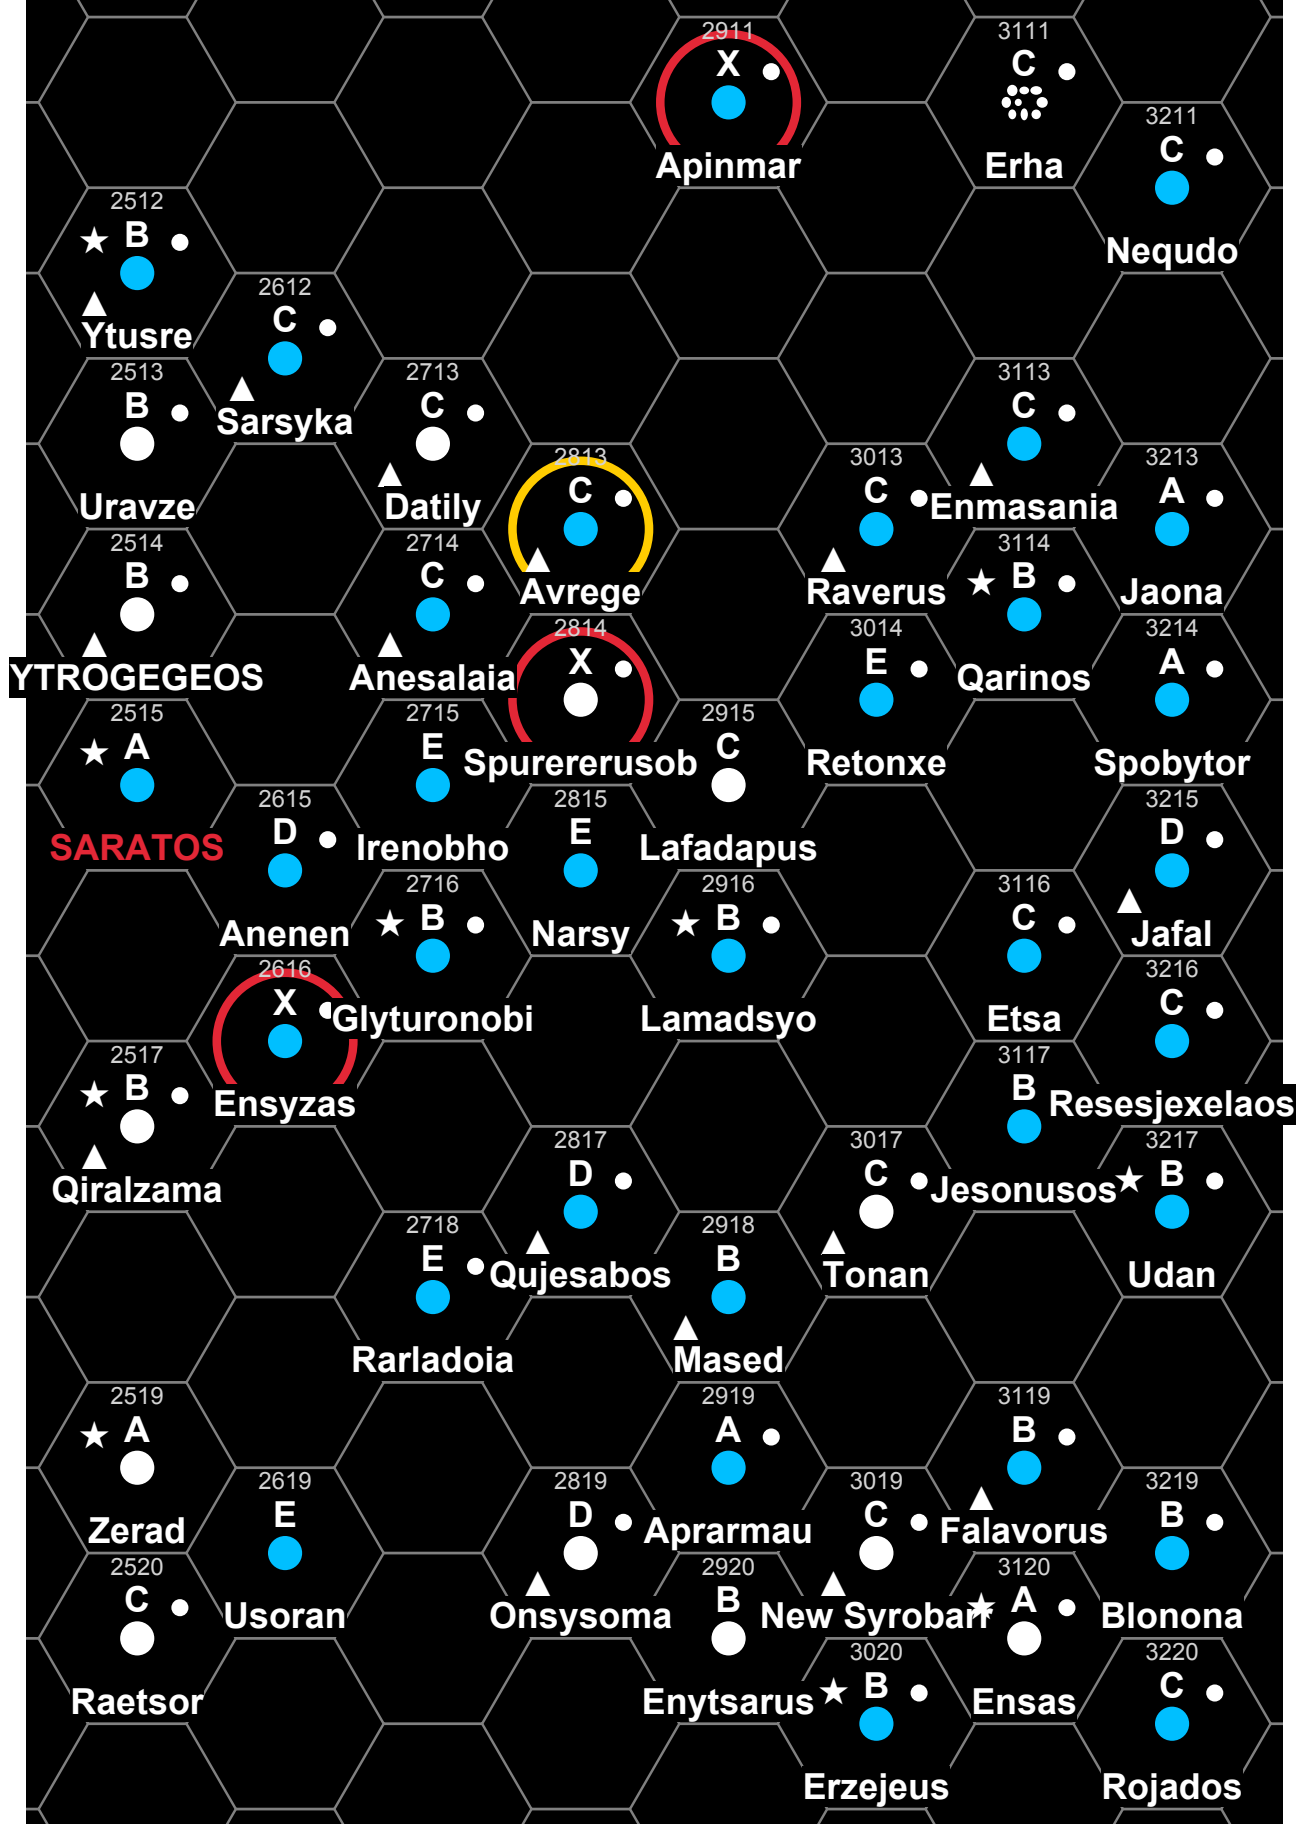 2911
X
Apinmar
3111
C
Erha
3211
C
Nequdo
2512
B
Ytusre
2612
C
Sarsyka
2513
B
Uravze
2713
C
Datily
3113
C
Enmasania
2813
C
Avrege
3013
C
Raverus
3213
A
Jaona
2514
B
YTROGEGEOS
2714
C
Anesalaia
3114
B
Qarinos
2814
X
Spurererusob
3014
E
Retonxe
3214
A
Spobytor
2515
A
SARATOS
2715
E
Irenobho
2915
C
Lafadapus
2615
D
Anenen
2815
E
Narsy
3215
D
Jafal
2716
B
Glyturonobi
2916
B
Lamadsyo
3116
C
Etsa
2616
X
Ensyzas
3216
C
Resesjexelaos
2517
B
Qiralzama
3117
B
Jesonusos
2817
D
Qujesabos
3017
C
Tonan
3217
B
Udan
2718
E
Rarladoia
2918
B
Mased
2519
A
Zerad
2919
A
Aprarmau
3119
B
Falavorus
2619
E
Usoran
2819
D
Onsysoma
3019
C
New Syrobarr
3219
B
Blonona
2520
C
Raetsor
2920
B
Enytsarus
3120
A
Ensas
3020
B
Erzejeus
3220
C
Rojados